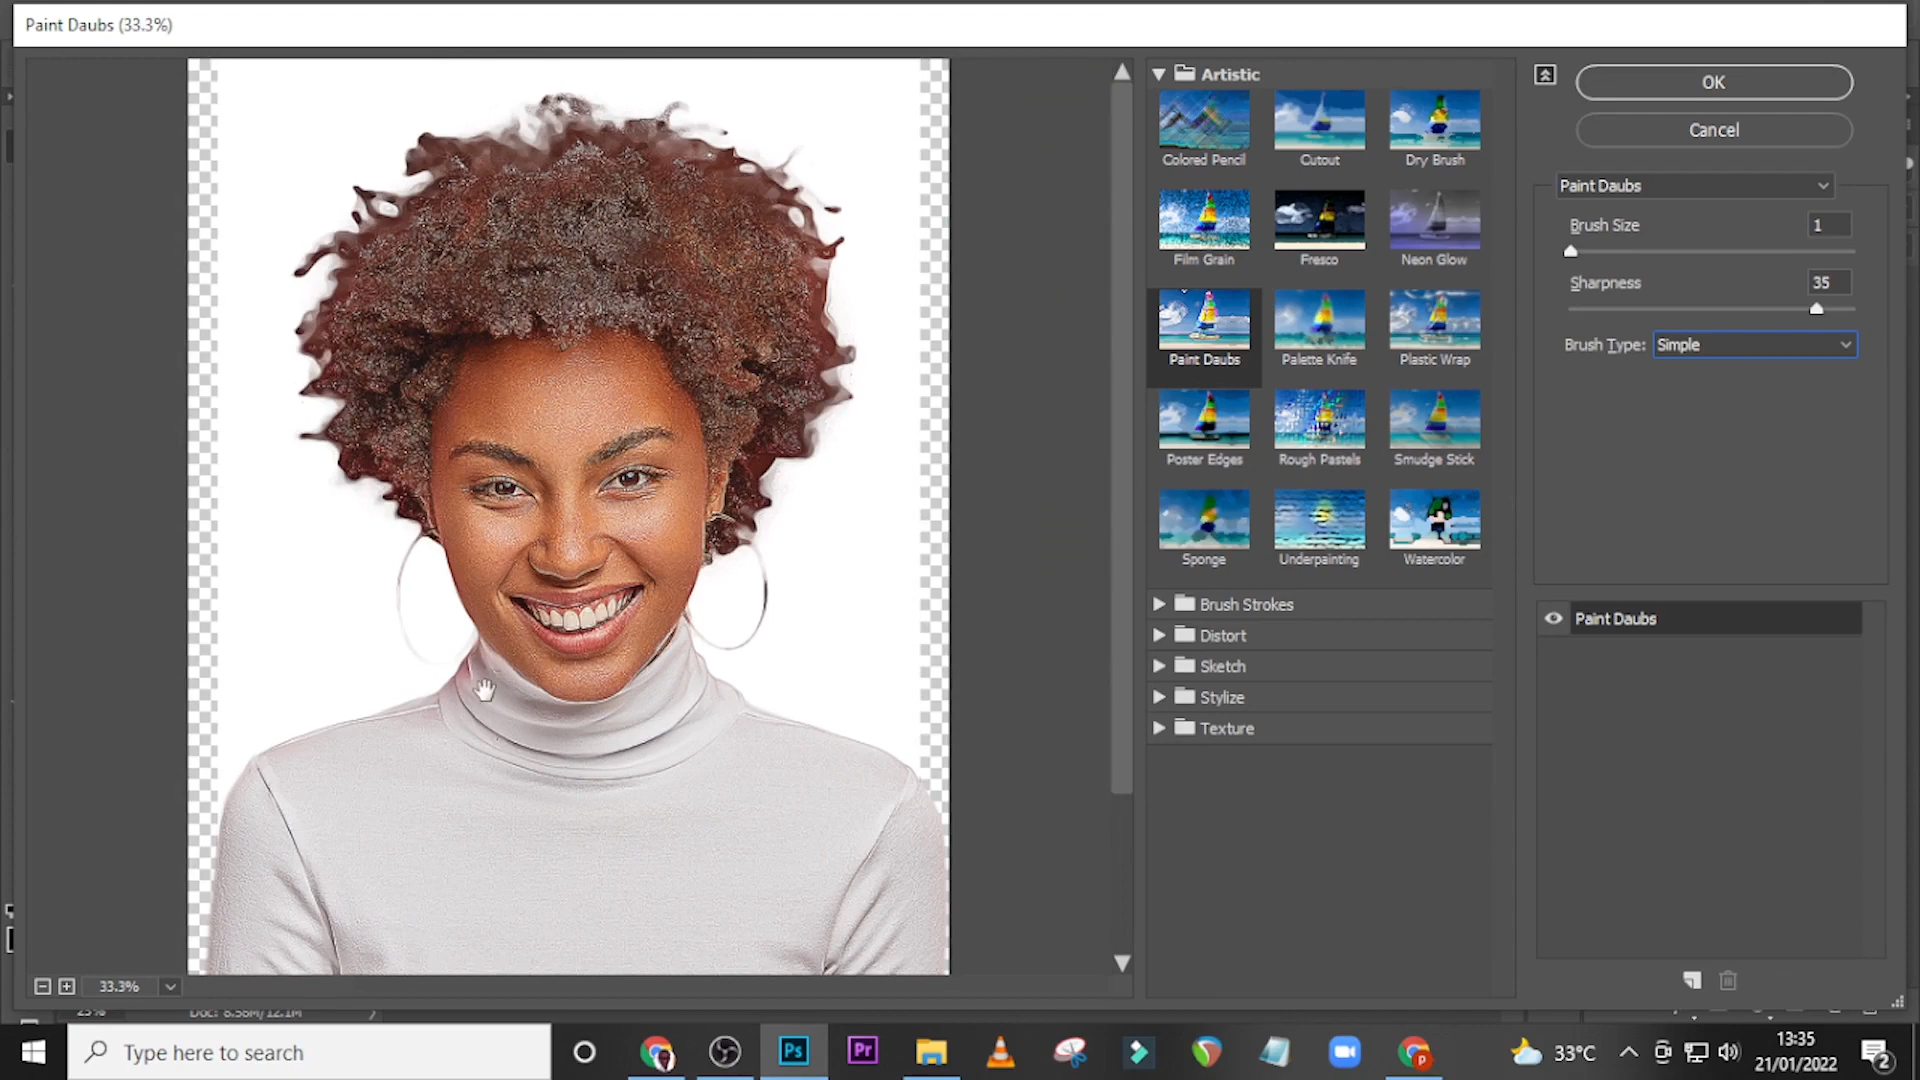 Paint Daubs (33.3%)
Artistic
Colored Pencil
Cutout
Dry Brush
Film Grain
Fresco
Neon Glow
Paint Daubs
Palette Knife
Plastic Wrap
Poster Edges
Rough Pastels
Smudge Stick
Sponge
Underpainting
Watercolor
Brush Strokes
Distort
Sketch
Stylize
Texture
OK
Cancel
Paint Daubs
Brush Size 1
Sharpness 35
Brush Type: Simple
Paint Daubs
33.3%
Type here to search
Ps
Pr
P
33°C
13:35
21/01/2022
2